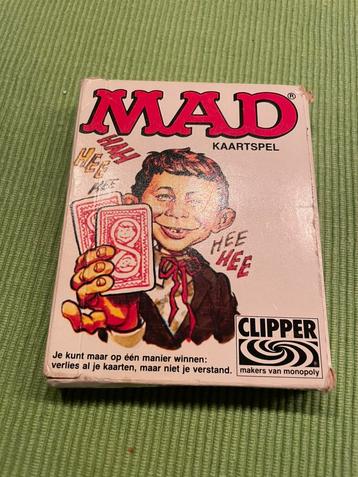 MAD®
KAARTSPEL
HAH
HEE
HEE
HEE
HEE
CLIPPER
makers van monopoly
Je kunt maar op één manier winnen:
verlies al je kaarten, maar niet je verstand.